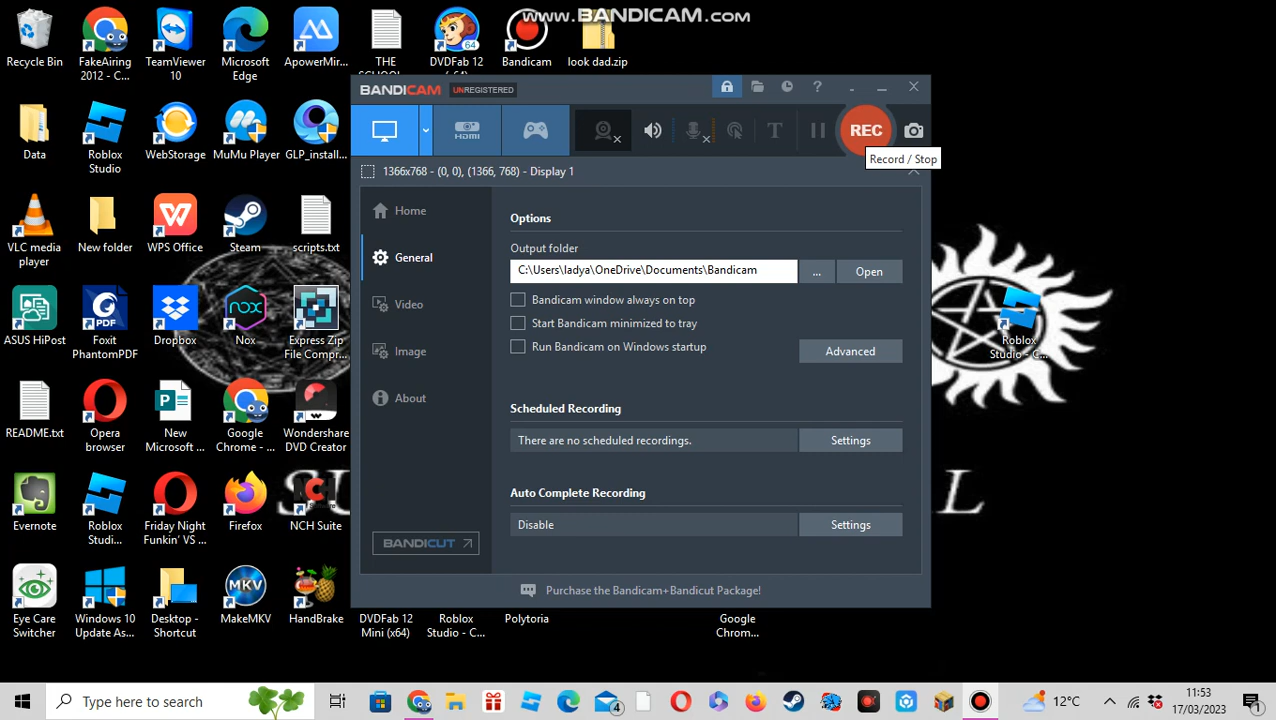 www.BANDICAM.com
Recycle Bin
FakeAiring
2012 - C...
TeamViewer
10
Microsoft
Edge
ApowerMir...
THE
DVDFab 12
64
Bandicam
look dad.zip
BANDICAM UNREGISTERED
REC
Record / Stop
1366x768 - (0, 0), (1366, 768) - Display 1
Home
General
Video
Image
About
BANDICUT
Options
Output folder
C:\Users\ladya\OneDrive\Documents\Bandicam
...
Open
Bandicam window always on top
Start Bandicam minimized to tray
Run Bandicam on Windows startup
Advanced
Scheduled Recording
There are no scheduled recordings.
Settings
Auto Complete Recording
Disable
Settings
Purchase the Bandicam+Bandicut Package!
Data
Roblox
Studio
WebStorage
MuMu Player
GLP_install...
VLC media
player
New folder
WPS Office
Steam
scripts.txt
ASUS HiPost
Foxit
PhantomPDF
Dropbox
Nox
Express Zip
File Compr...
Roblox
Studio - C...
README.txt
Opera
browser
New
Microsoft ...
Google
Chrome - ...
Wondershare
DVD Creator
Evernote
Roblox
Studi...
Friday Night
Funkin' VS ...
Firefox
NCH Suite
Eye Care
Switcher
Windows 10
Update As...
Desktop -
Shortcut
MKV
MakeMKV
HandBrake
DVDFab 12
Mini (x64)
Roblox
Studio - C...
Polytoria
Google
Chrom...
Type here to search
4
12°C
11:53
17/03/2023
1